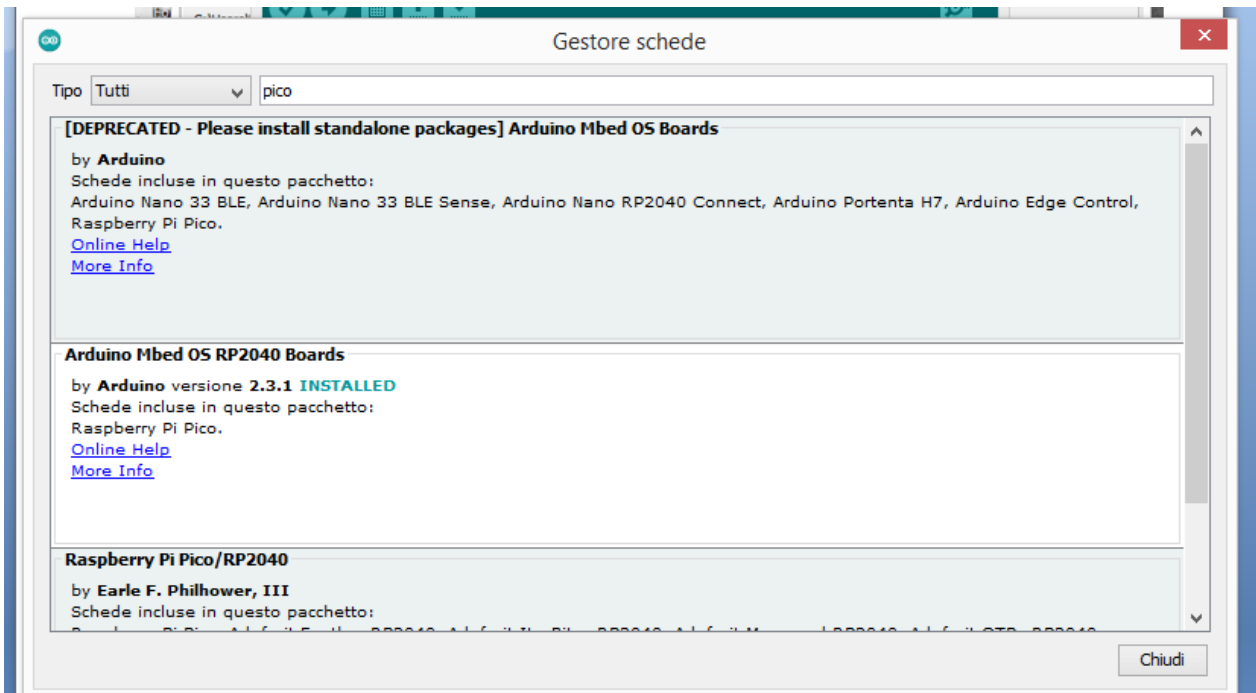 Gestore schede
Tipo Tutti pico
[DEPRECATED - Please install standalone packages] Arduino Mbed OS Boards
by Arduino
Schede incluse in questo pacchetto:
Arduino Nano 33 BLE, Arduino Nano 33 BLE Sense, Arduino Nano RP2040 Connect, Arduino Portenta H7, Arduino Edge Control,
Raspberry Pi Pico.
Online Help
More Info
Arduino Mbed OS RP2040 Boards
by Arduino versione 2.3.1 INSTALLED
Schede incluse in questo pacchetto:
Raspberry Pi Pico.
Online Help
More Info
Raspberry Pi Pico/RP2040
by Earle F. Philhower, III
Schede incluse in questo pacchetto:
Chiudi